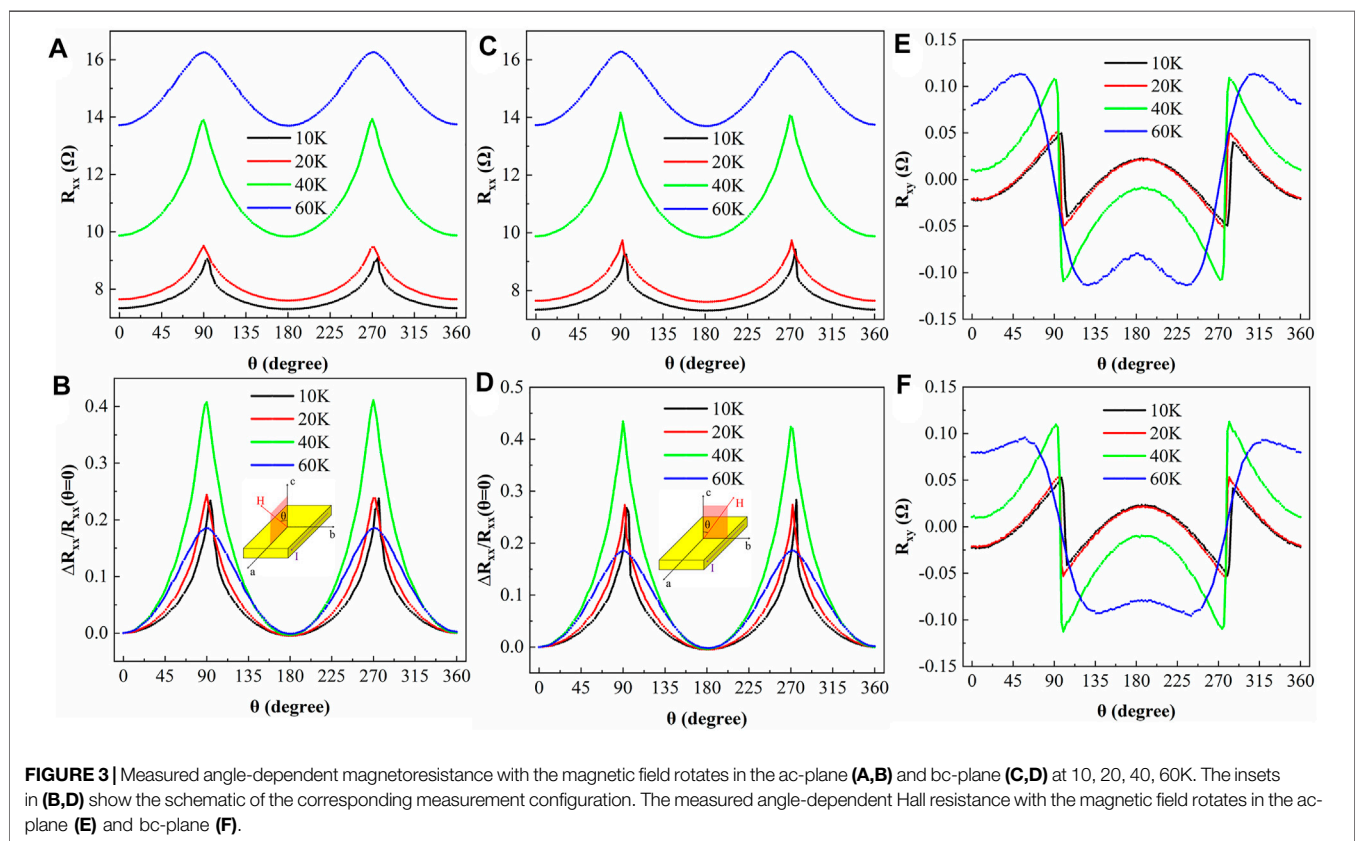 A
16
14
12
10
8
Rxx (Ω)
10K
20K
40K
60K
0 45 90 135 180 225 270 315 360
θ (degree)
C
16
14
12
10
8
Rxx (Ω)
10K
20K
40K
60K
0 45 90 135 180 225 270 315 360
θ (degree)
E
0.15
0.10
0.05
0.00
-0.05
-0.10
-0.15
Rxy (Ω)
10K
20K
40K
60K
0 45 90 135 180 225 270 315 360
θ (degree)
B
0.4
0.3
0.2
0.1
0.0
ΔRxx/Rxx(θ=0)
10K
20K
40K
60K
c
H
θ
b
a
I
0 45 90 135 180 225 270 315 360
θ (degree)
D
0.5
0.4
0.3
0.2
0.1
0.0
ΔRxx/Rxx(θ=0)
10K
20K
40K
60K
c
H
θ
b
a
I
0 45 90 135 180 225 270 315 360
θ (degree)
F
0.15
0.10
0.05
0.00
-0.05
-0.10
-0.15
Rxy (Ω)
10K
20K
40K
60K
0 45 90 135 180 225 270 315 360
θ (degree)
FIGURE 3 | Measured angle-dependent magnetoresistance with the magnetic field rotates in the ac-plane (A,B) and bc-plane (C,D) at 10, 20, 40, 60K. The insets
in (B,D) show the schematic of the corresponding measurement configuration. The measured angle-dependent Hall resistance with the magnetic field rotates in the ac-
plane (E) and bc-plane (F).